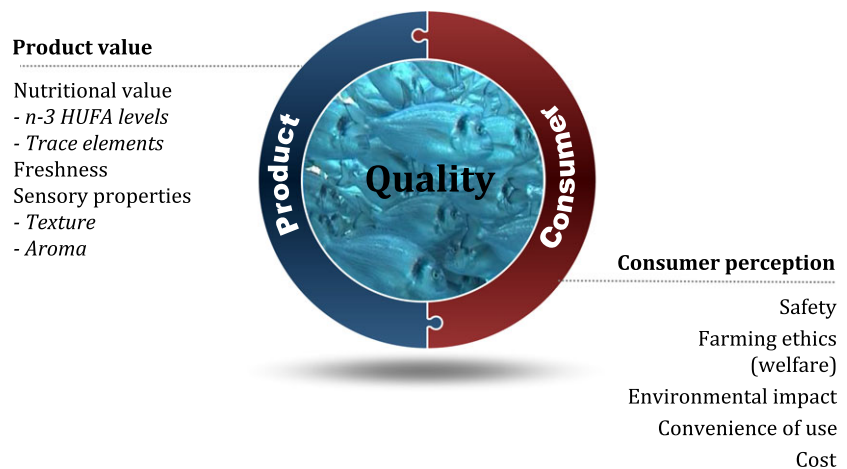 Product value
Nutritional value
- n-3 HUFA levels
- Trace elements
Freshness
Sensory properties
- Texture
- Aroma
Product
Quality
Consumer
Consumer perception
Safety
Farming ethics
(welfare)
Environmental impact
Convenience of use
Cost